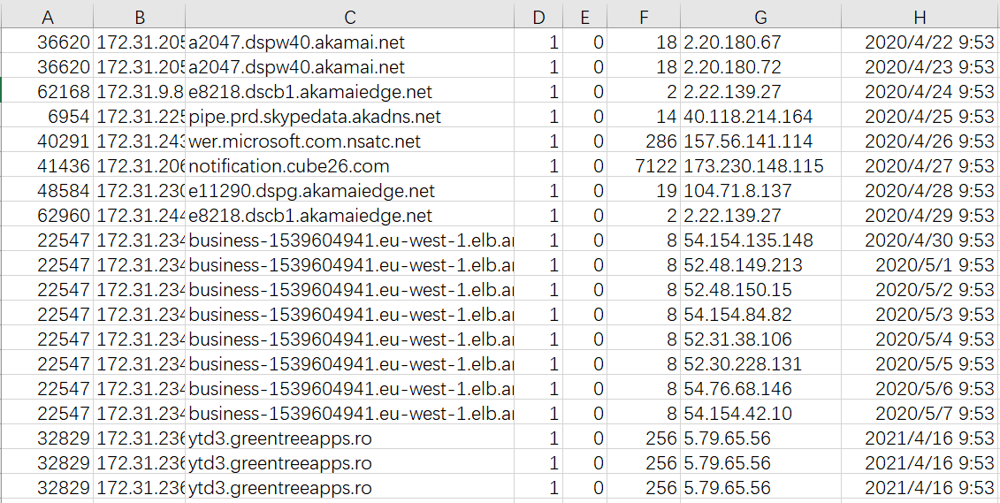 A B C D E F G H
36620 172.31.205 a2047.dspw40.akamai.net 1 0 18 2.20.180.67 2020/4/22 9:53
36620 172.31.205 a2047.dspw40.akamai.net 1 0 18 2.20.180.72 2020/4/23 9:53
62168 172.31.9.8 e8218.dscb1.akamaiedge.net 1 0 2 2.22.139.27 2020/4/24 9:53
6954 172.31.225 pipe.prd.skypedata.akadns.net 1 0 14 40.118.214.164 2020/4/25 9:53
40291 172.31.243 wer.microsoft.com.nsatc.net 1 0 286 157.56.141.114 2020/4/26 9:53
41436 172.31.206 notification.cube26.com 1 0 7122 173.230.148.115 2020/4/27 9:53
48584 172.31.230 e11290.dspg.akamaiedge.net 1 0 19 104.71.8.137 2020/4/28 9:53
62960 172.31.244 e8218.dscb1.akamaiedge.net 1 0 2 2.22.139.27 2020/4/29 9:53
22547 172.31.234 business-1539604941.eu-west-1.elb.a 1 0 8 54.154.135.148 2020/4/30 9:53
22547 172.31.234 business-1539604941.eu-west-1.elb.a 1 0 8 52.48.149.213 2020/5/1 9:53
22547 172.31.234 business-1539604941.eu-west-1.elb.a 1 0 8 52.48.150.15 2020/5/2 9:53
22547 172.31.234 business-1539604941.eu-west-1.elb.a 1 0 8 54.154.84.82 2020/5/3 9:53
22547 172.31.234 business-1539604941.eu-west-1.elb.a 1 0 8 52.31.38.106 2020/5/4 9:53
22547 172.31.234 business-1539604941.eu-west-1.elb.a 1 0 8 52.30.228.131 2020/5/5 9:53
22547 172.31.234 business-1539604941.eu-west-1.elb.a 1 0 8 54.76.68.146 2020/5/6 9:53
22547 172.31.234 business-1539604941.eu-west-1.elb.a 1 0 8 54.154.42.10 2020/5/7 9:53
32829 172.31.236 ytd3.greentreeapps.ro 1 0 256 5.79.65.56 2021/4/16 9:53
32829 172.31.236 ytd3.greentreeapps.ro 1 0 256 5.79.65.56 2021/4/16 9:53
32829 172.31.236 ytd3.greentreeapps.ro 1 0 256 5.79.65.56 2021/4/16 9:53